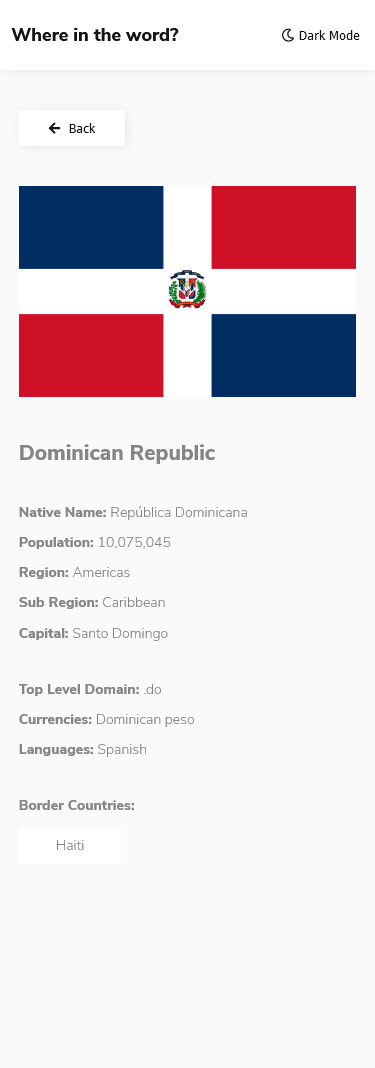 Where in the word?
Dark Mode
Back
Dominican Republic
Native Name: República Dominicana
Population: 10,075,045
Region: Americas
Sub Region: Caribbean
Capital: Santo Domingo
Top Level Domain: .do
Currencies: Dominican peso
Languages: Spanish
Border Countries:
Haiti